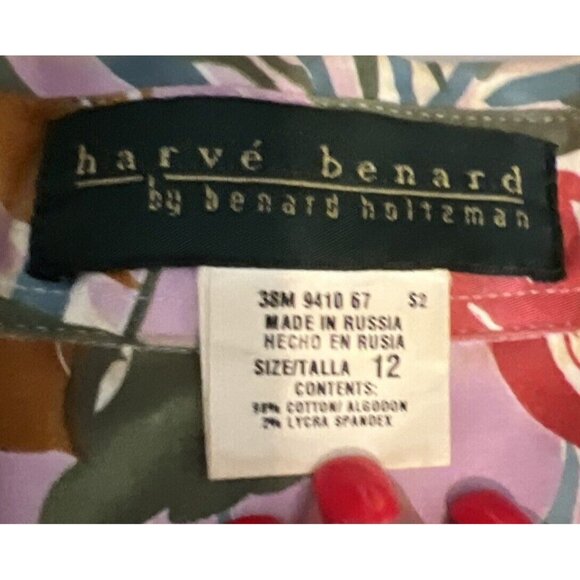 harvé benard
by benard holtzman
38M 9410 67 S2
MADE IN RUSSIA
HECHO EN RUSIA
SIZE/TALLA 12
CONTENTS:
98% COTTON/ ALGODON
2% LYCRA SPANDEX